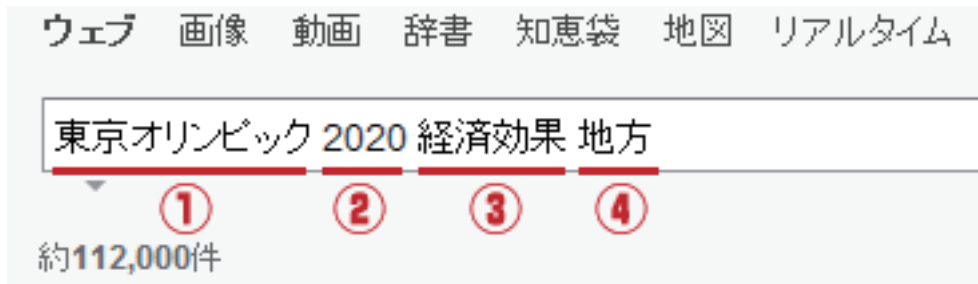 ウェブ 画像 動画 辞書 知恵袋 地図 リアルタイム
東京オリンピック 2020 経済効果 地方
① ② ③ ④
約112,000件